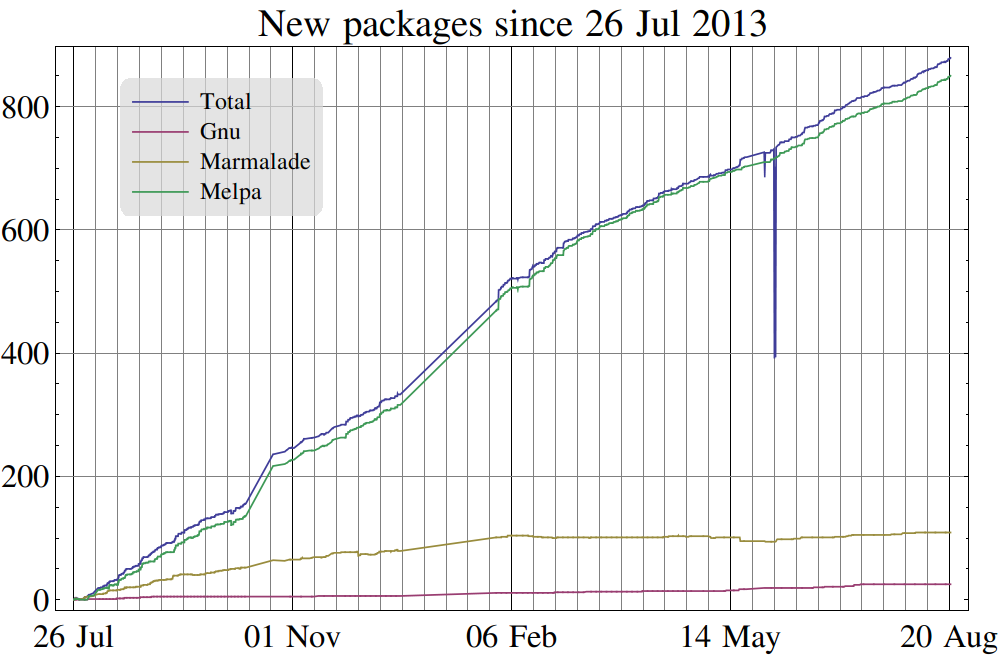 New packages since 26 Jul 2013
Total
Gnu
Marmalade
Melpa
800
600
400
200
0
26 Jul 01 Nov 06 Feb 14 May 20 Aug